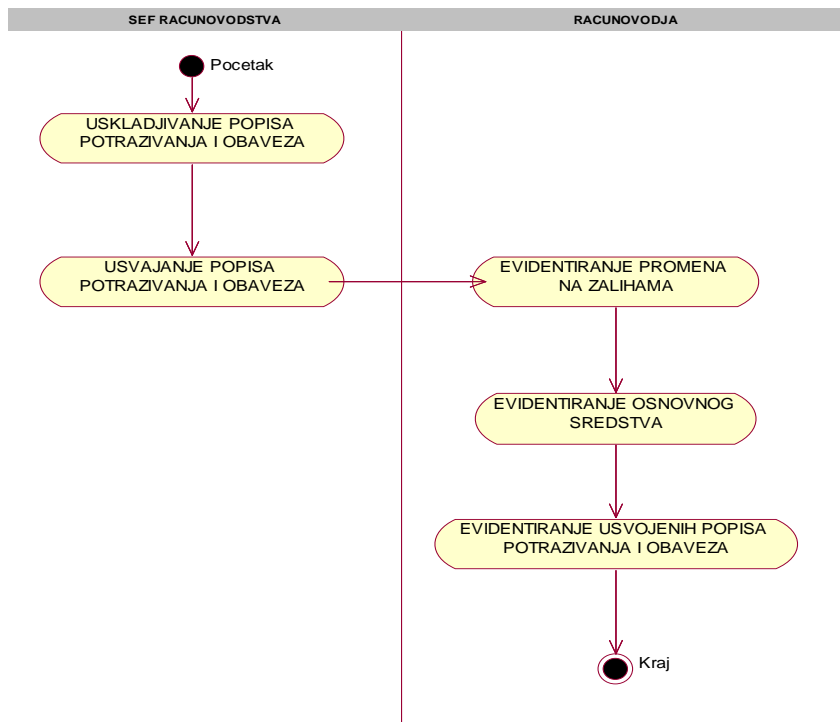 SEF RACUNOVODSTVA
RACUNOVODJA
Pocetak
USKLADJIVANJE POPISA
POTRAZIVANJA I OBAVEZA
USVAJANJE POPISA
POTRAZIVANJA I OBAVEZA
EVIDENTIRANJE PROMENA
NA ZALIHAMA
EVIDENTIRANJE OSNOVNOG
SREDSTVA
EVIDENTIRANJE USVOJENIH POPISA
POTRAZIVANJA I OBAVEZA
Kraj